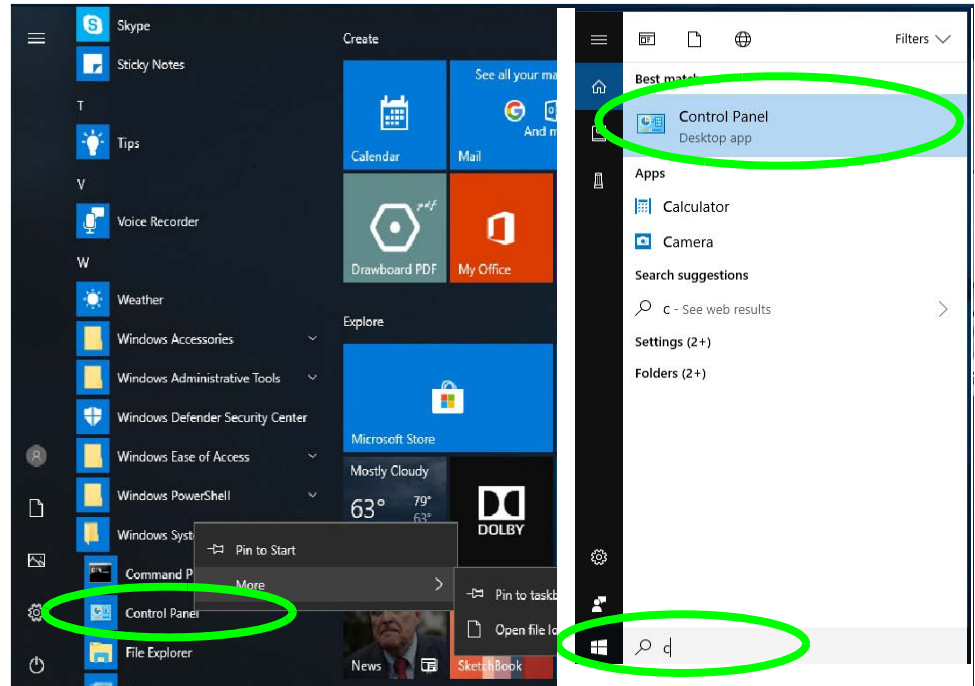 Skype
Sticky Notes
T
Tips
V
Voice Recorder
W
Weather
Windows Accessories
Windows Administrative Tools
Windows Defender Security Center
Windows Ease of Access
Windows PowerShell
Windows Syst
Command P
Control Panel
File Explorer
Pin to Start
More
Pin to taskb
Open file lo
Create
See all your ma
And m
Calendar
Mail
pdf
Drawboard PDF
My Office
Explore
Microsoft Store
Mostly Cloudy
63° 79°
63°
DOLBY
News
SketchBook
Filters
Best match
Control Panel
Desktop app
Apps
Calculator
Camera
Search suggestions
c - See web results
Settings (2+)
Folders (2+)
c